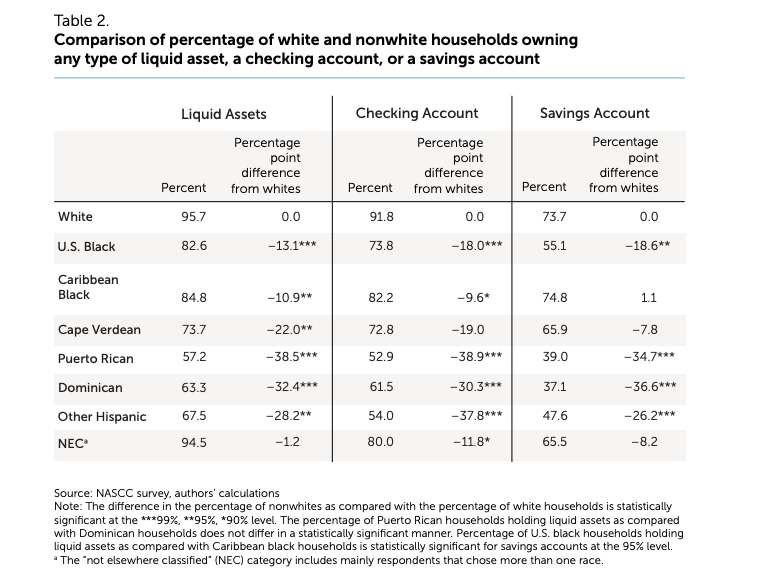 Table 2.
Comparison of percentage of white and nonwhite households owning
any type of liquid asset, a checking account, or a savings account
Liquid Assets Checking Account Savings Account
Percent Percentage point difference from whites Percent Percentage point difference from whites Percent Percentage point difference from whites
White 95.7 0.0 91.8 0.0 73.7 0.0
U.S. Black 82.6 −13.1*** 73.8 −18.0*** 55.1 −18.6**
Caribbean
Black 84.8 −10.9** 82.2 −9.6* 74.8 1.1
Cape Verdean 73.7 −22.0** 72.8 −19.0 65.9 −7.8
Puerto Rican 57.2 −38.5*** 52.9 −38.9*** 39.0 −34.7***
Dominican 63.3 −32.4*** 61.5 −30.3*** 37.1 −36.6***
Other Hispanic 67.5 −28.2** 54.0 −37.8*** 47.6 −26.2***
NECᵃ 94.5 −1.2 80.0 −11.8* 65.5 −8.2
Source: NASCC survey, authors' calculations
Note: The difference in the percentage of nonwhites as compared with the percentage of white households is statistically
significant at the ***99%, **95%, *90% level. The percentage of Puerto Rican households holding liquid assets as compared
with Dominican households does not differ in a statistically significant manner. Percentage of U.S. black households holding
liquid assets as compared with Caribbean black households is statistically significant for savings accounts at the 95% level.
ᵃ The "not elsewhere classified" (NEC) category includes mainly respondents that chose more than one race.